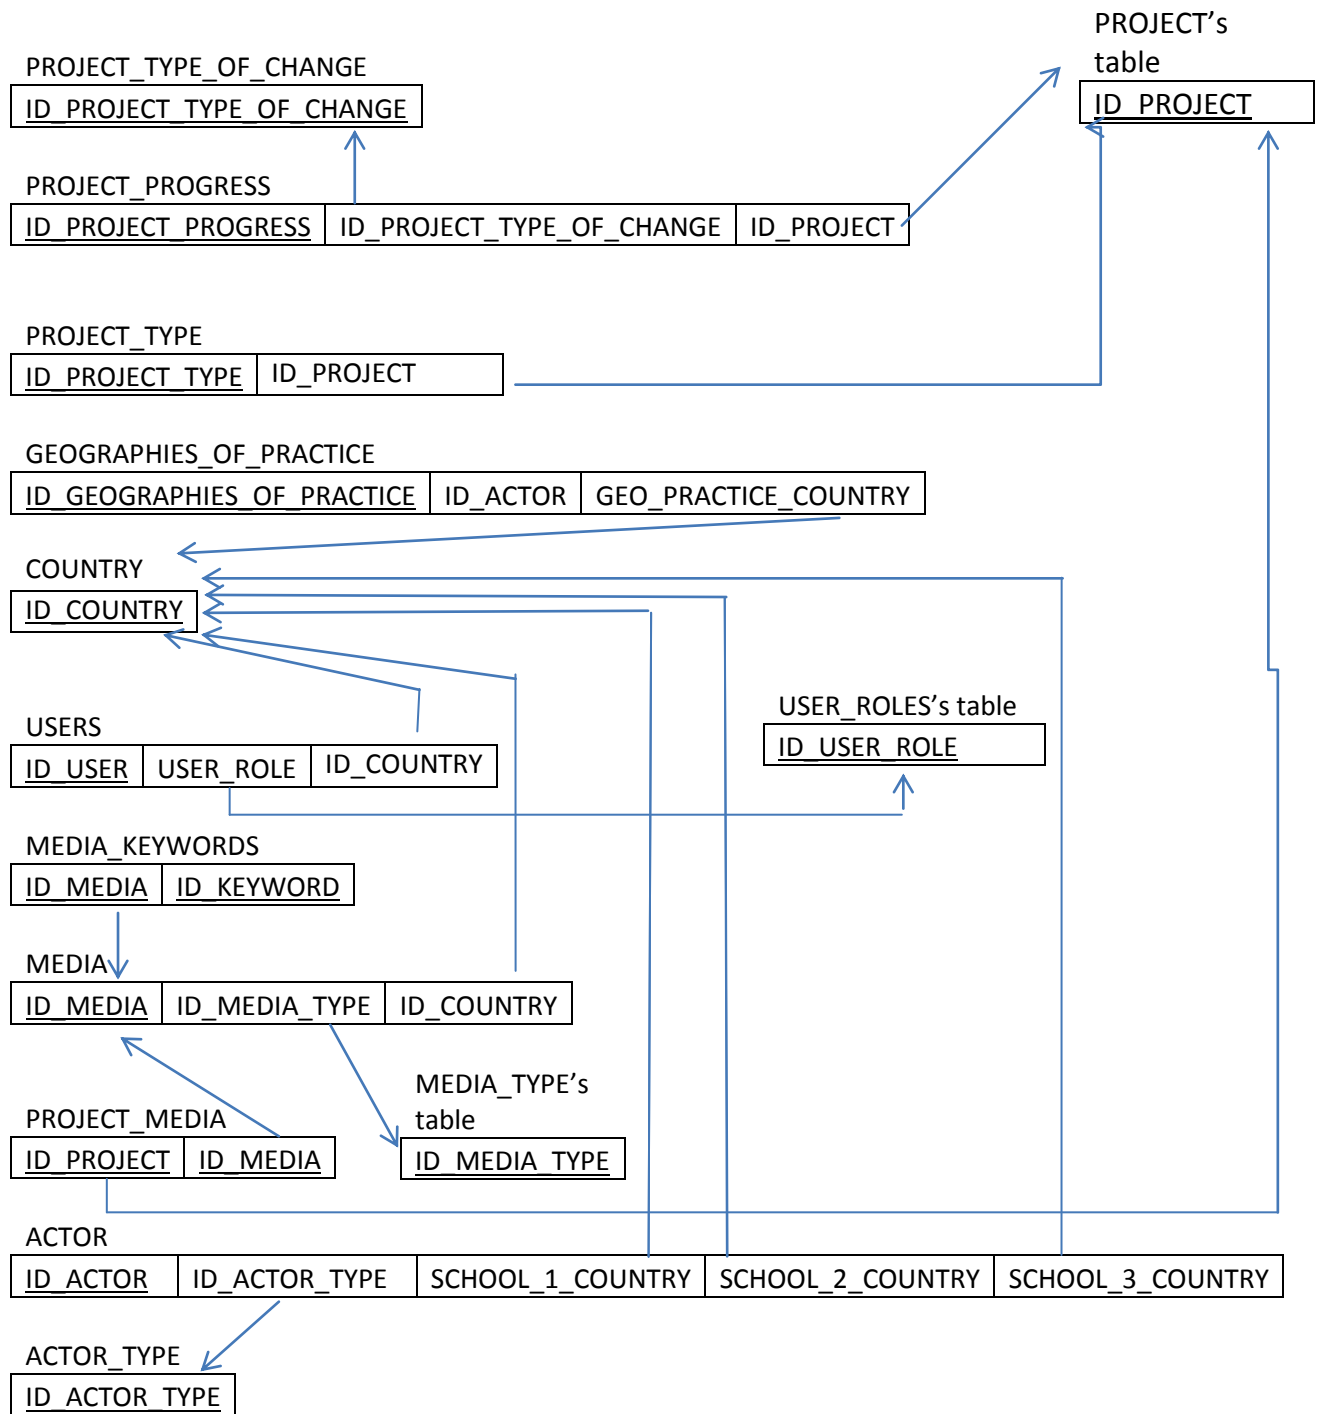 PROJECT's
table
ID_PROJECT
PROJECT_TYPE_OF_CHANGE
ID_PROJECT_TYPE_OF_CHANGE
PROJECT_PROGRESS
ID_PROJECT_PROGRESS ID_PROJECT_TYPE_OF_CHANGE ID_PROJECT
PROJECT_TYPE
ID_PROJECT_TYPE ID_PROJECT
GEOGRAPHIES_OF_PRACTICE
ID_GEOGRAPHIES_OF_PRACTICE ID_ACTOR GEO_PRACTICE_COUNTRY
COUNTRY
ID_COUNTRY
USERS
ID_USER USER_ROLE ID_COUNTRY
USER_ROLES's table
ID_USER_ROLE
MEDIA_KEYWORDS
ID_MEDIA ID_KEYWORD
MEDIA
ID_MEDIA ID_MEDIA_TYPE ID_COUNTRY
PROJECT_MEDIA
ID_PROJECT ID_MEDIA
MEDIA_TYPE's
table
ID_MEDIA_TYPE
ACTOR
ID_ACTOR ID_ACTOR_TYPE SCHOOL_1_COUNTRY SCHOOL_2_COUNTRY SCHOOL_3_COUNTRY
ACTOR_TYPE
ID_ACTOR_TYPE